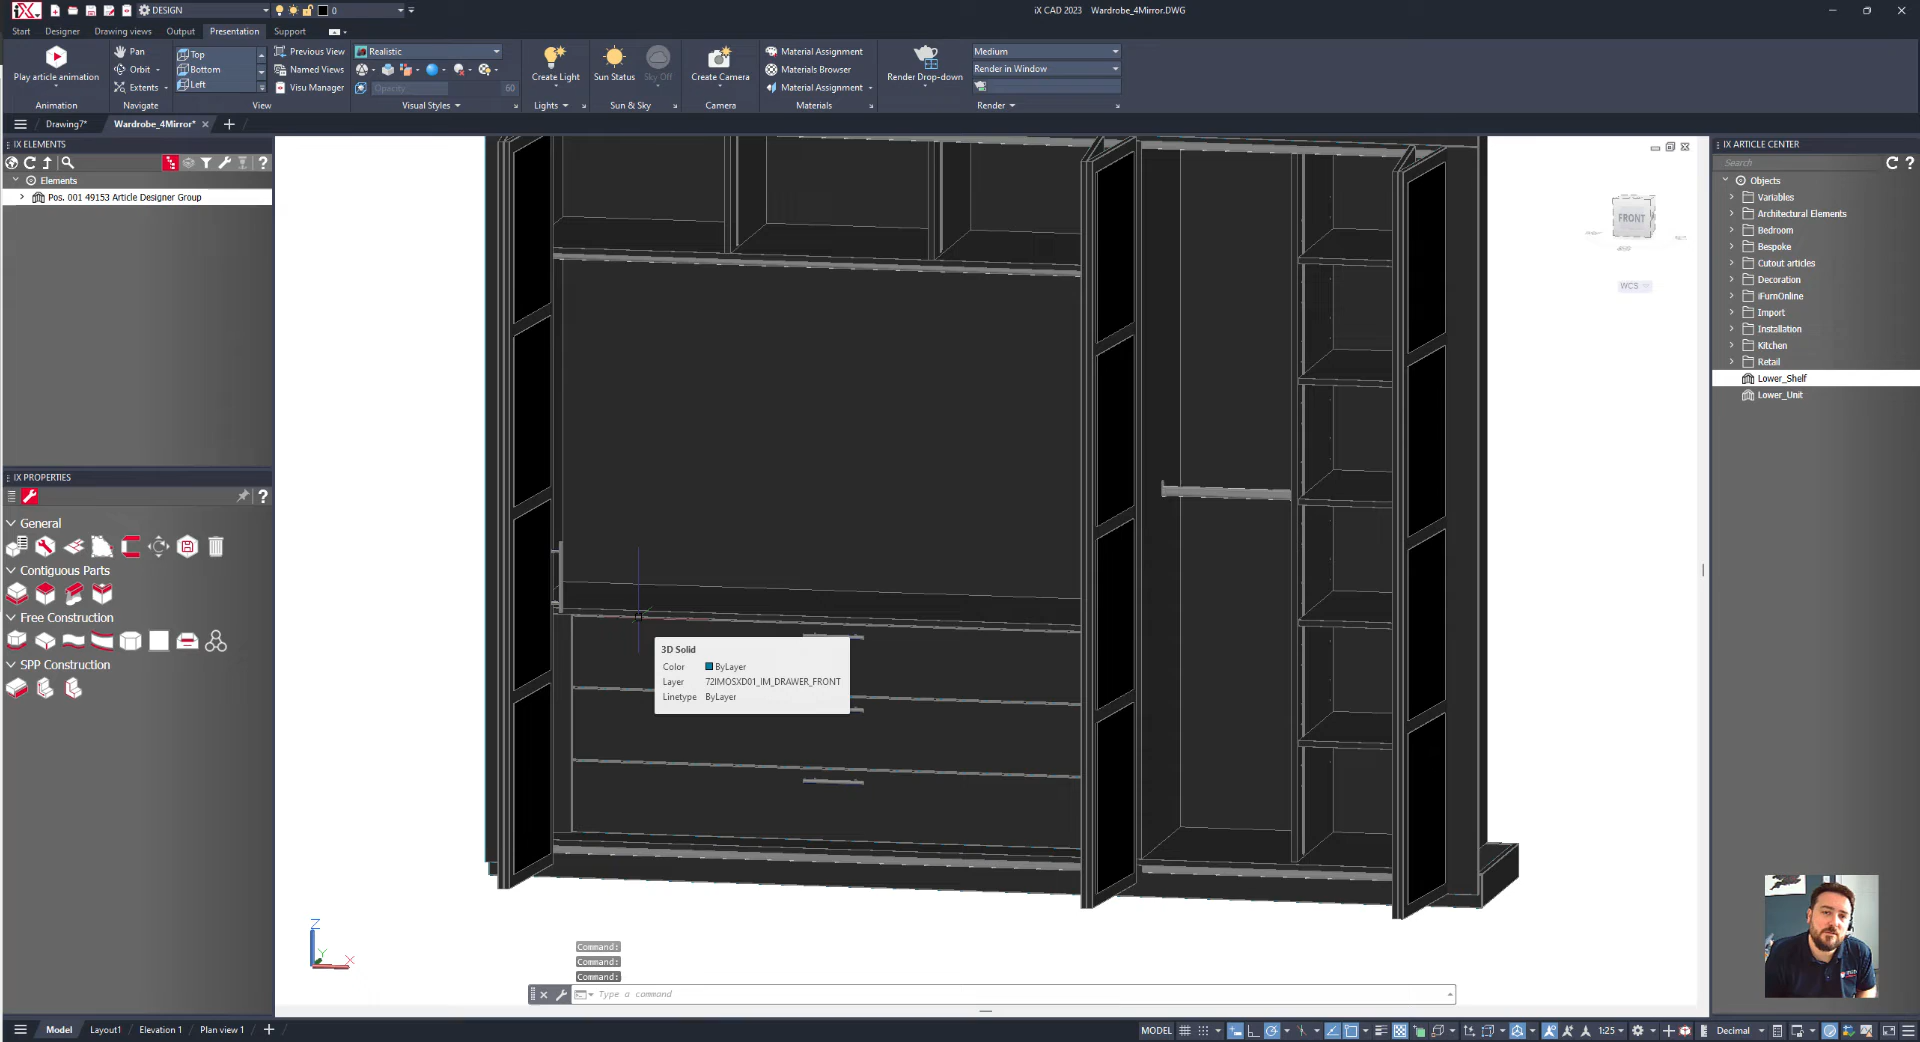 DESIGN
0
iX CAD 2023 Wardrobe_4Mirror.DWG
Start Designer Drawing views Output Presentation Support
Play article animation
Animation
Pan
Orbit
Extents
Navigate
Top
Bottom
Left
Previous View
Named Views
Visu Manager
View
Realistic
Opacity 60
Visual Styles
Create Light
Lights
Sun Status
Sky Off
Sun & Sky
Create Camera
Camera
Material Assignment
Materials Browser
Material Assignment
Materials
Render Drop-down
Medium
Render in Window
Render
Drawing7* Wardrobe_4Mirror*
IX ELEMENTS
Elements
Pos. 001 49153 Article Designer Group
IX PROPERTIES
General
Contiguous Parts
Free Construction
SPP Construction
FRONT
WCS
3D Solid
Color ByLayer
Layer 72IMOSXD01_IM_DRAWER_FRONT
Linetype ByLayer
Z
Y
X
Command:
Command:
Command:
Type a command
IX ARTICLE CENTER
Search
Objects
Variables
Architectural Elements
Bedroom
Bespoke
Cutout articles
Decoration
iFurnOnline
Import
Installation
Kitchen
Retail
Lower_Shelf
Lower_Unit
Model Layout1 Elevation 1 Plan view 1
MODEL 1:25 Decimal